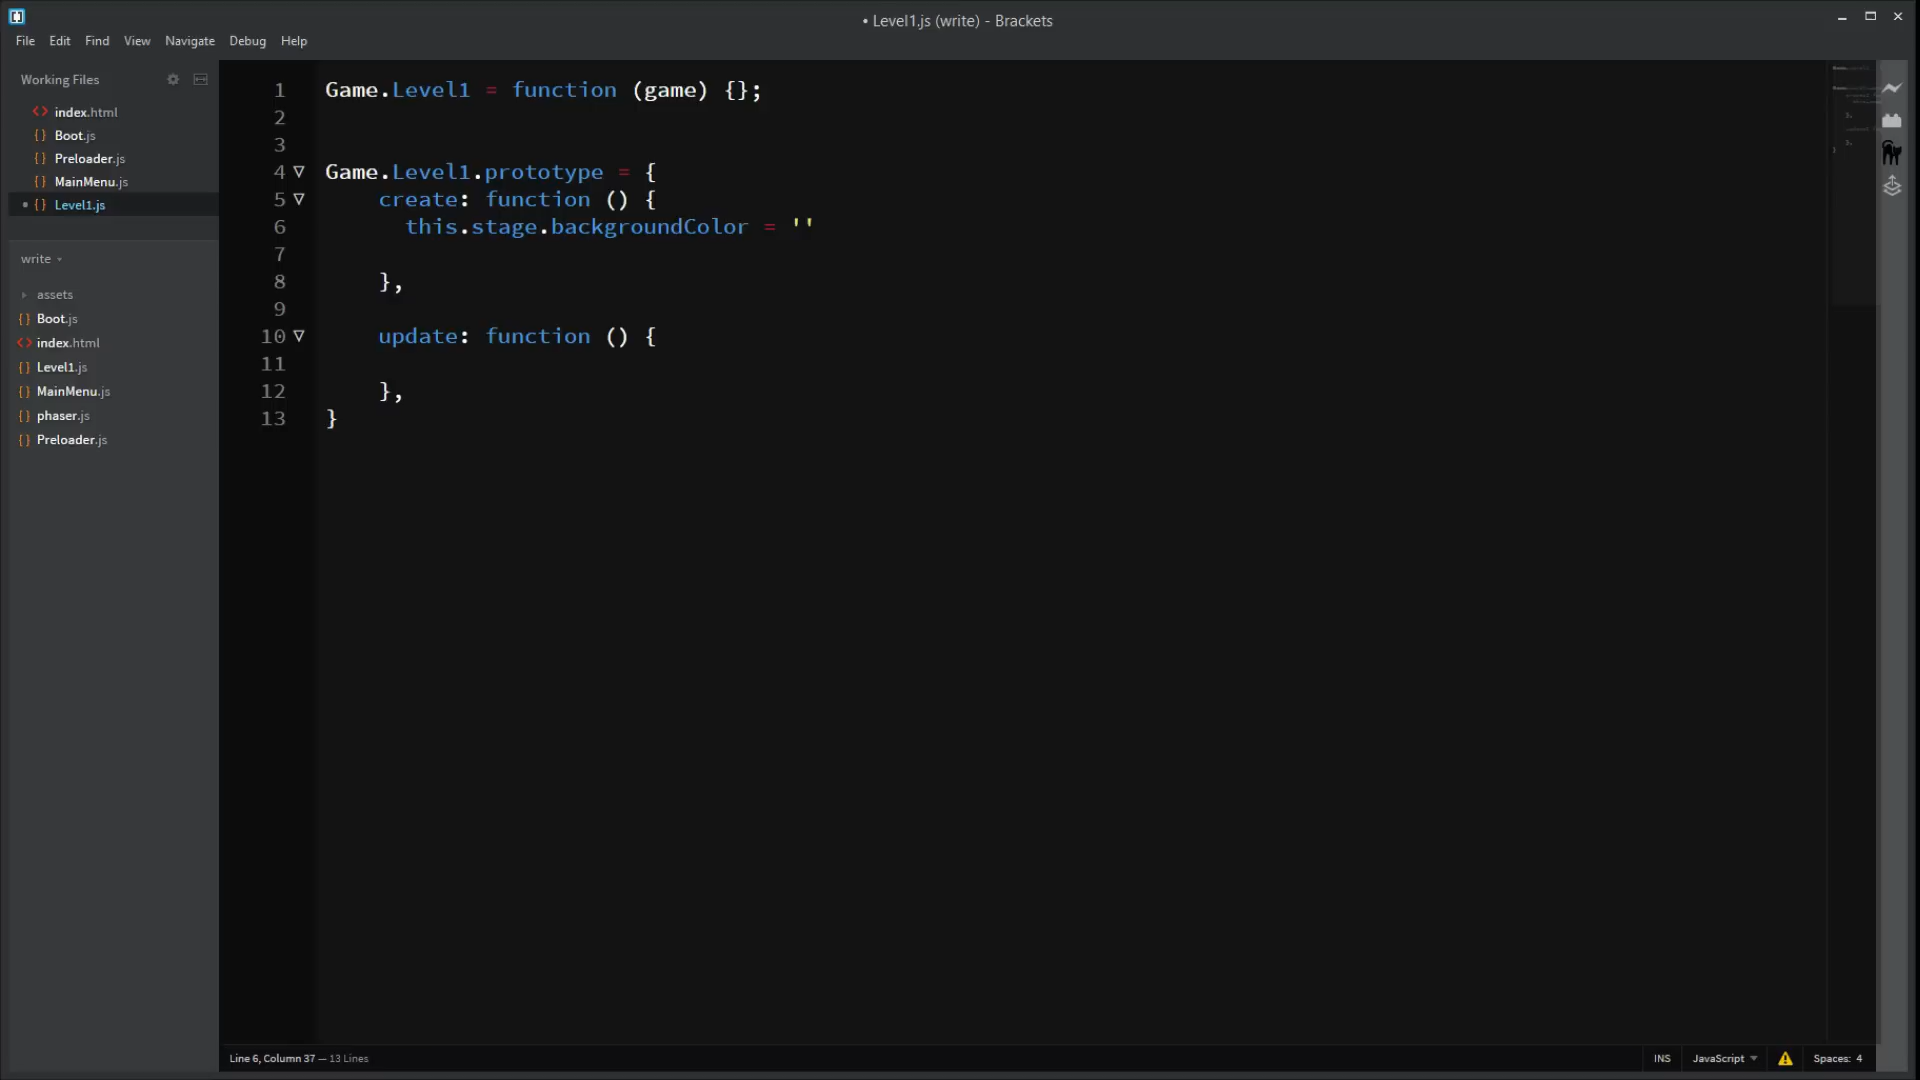 • Level1.js (write) - Brackets
File Edit Find View Navigate Debug Help
Working Files
index.html
Boot.js
Preloader.js
MainMenu.js
• Level1.js
write
assets
Boot.js
index.html
Level1.js
MainMenu.js
phaser.js
Preloader.js
1 Game.Level1 = function (game) {};
2
3
4 Game.Level1.prototype = {
5 create: function () {
6 this.stage.backgroundColor = ''
7
8 },
9
10 update: function () {
11
12 },
13 }
Line 6, Column 37 — 13 Lines
INS JavaScript Spaces: 4